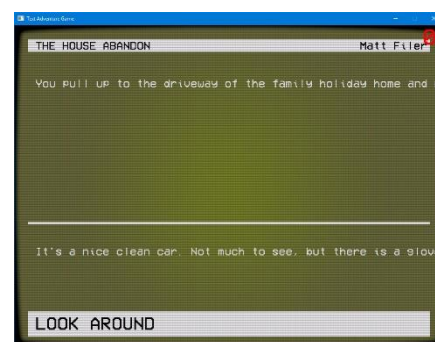 Text Adventure Game
THE HOUSE ABANDON Matt Filer
You pull up to the driveway of the family holiday home and
It's a nice clean car. Not much to see, but there is a glov
LOOK AROUND